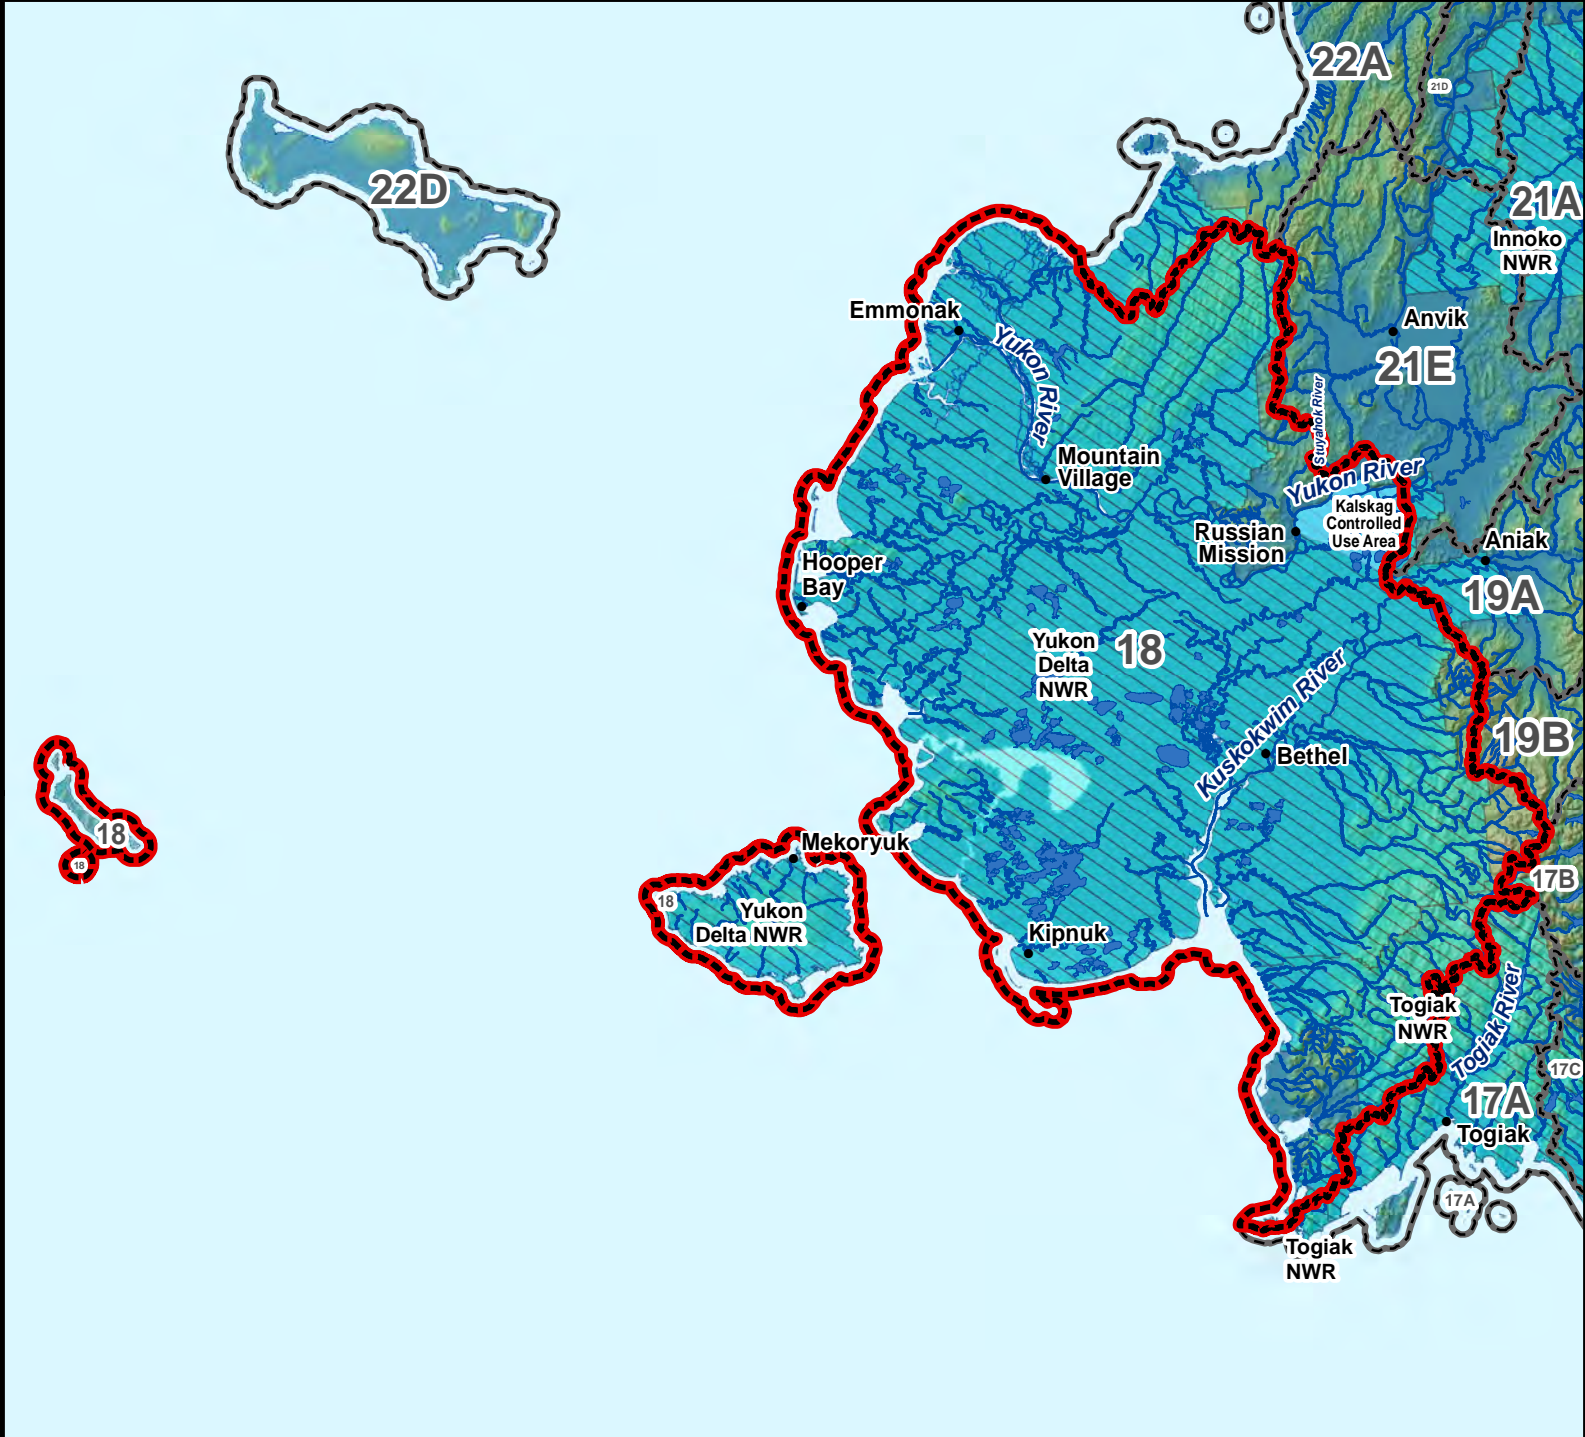 22A
21D
22D
21A
Innoko
NWR
Emmonak
Anvik
Yukon River
21E
Stuyahok River
Mountain
Village
Yukon River
Kalskag
Controlled
Use Area
Russian
Mission
Aniak
Hooper
Bay
19A
Yukon
Delta
NWR
18
Kuskokwim River
19B
Bethel
18
18
Mekoryuk
17B
18
Yukon
Delta NWR
Kipnuk
Togiak
NWR
Togiak River
17C
17A
Togiak
17A
Togiak
NWR